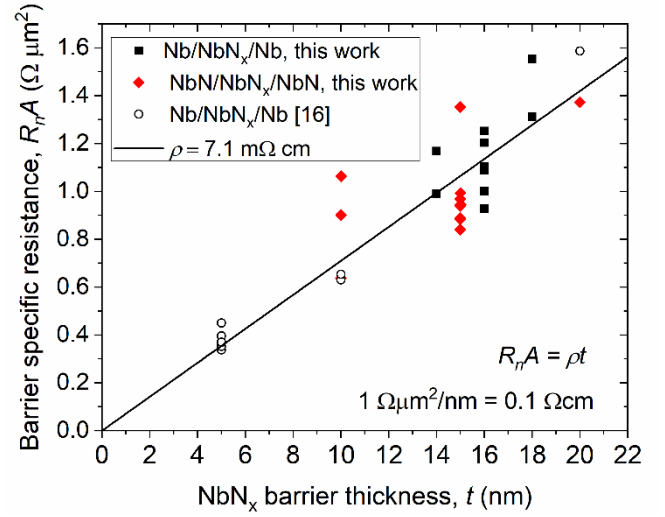 Barrier specific resistance, RₙA (Ω μm²)
1.6
1.4
1.2
1.0
0.8
0.6
0.4
0.2
0.0
Nb/NbNₓ/Nb, this work
NbN/NbNₓ/NbN, this work
Nb/NbNₓ/Nb [16]
ρ = 7.1 mΩ cm
RₙA = ρt
1 Ωμm²/nm = 0.1 Ωcm
0 2 4 6 8 10 12 14 16 18 20 22
NbNₓ barrier thickness, t (nm)